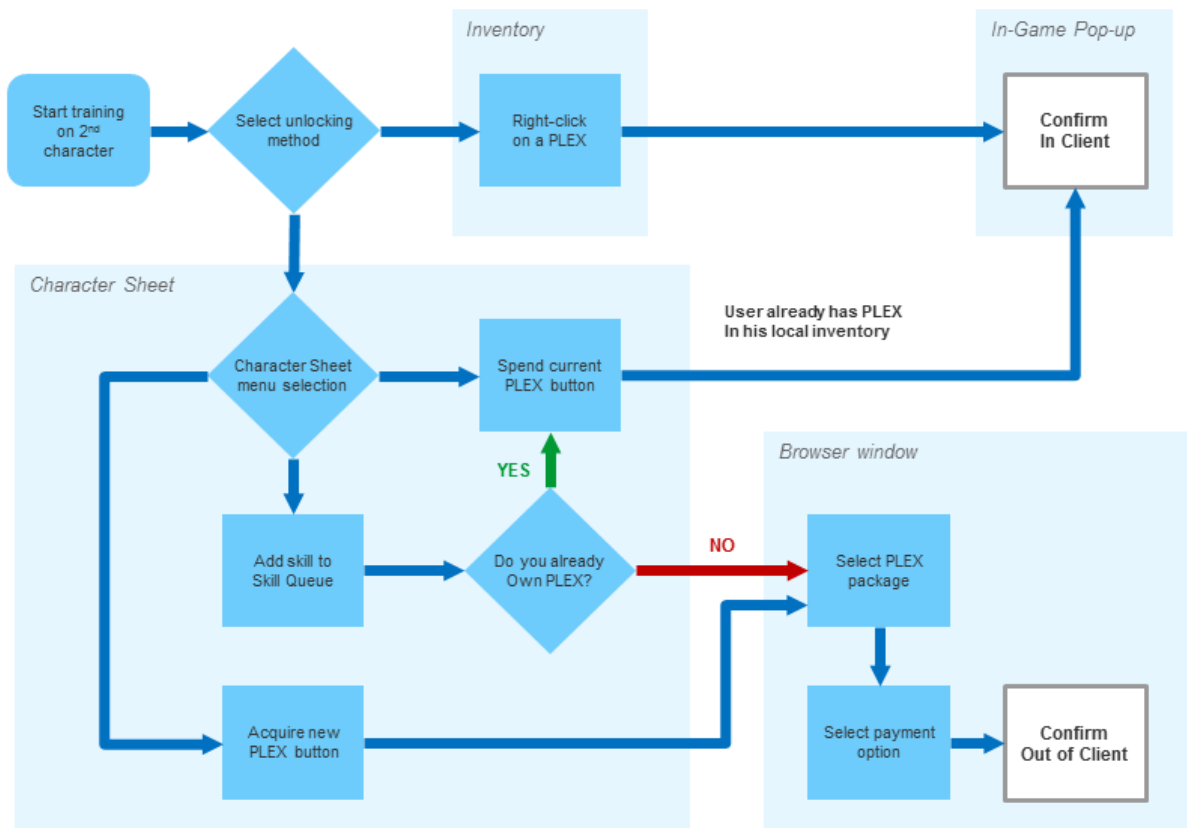 Inventory
In-Game Pop-up
Start training
on 2nd
character
Select unlocking
method
Right-click
on a PLEX
Confirm
In Client
Character Sheet
User already has PLEX
In his local inventory
Character Sheet
menu selection
Spend current
PLEX button
Browser window
YES
NO
Add skill to
Skill Queue
Do you already
Own PLEX?
Select PLEX
package
Acquire new
PLEX button
Select payment
option
Confirm
Out of Client